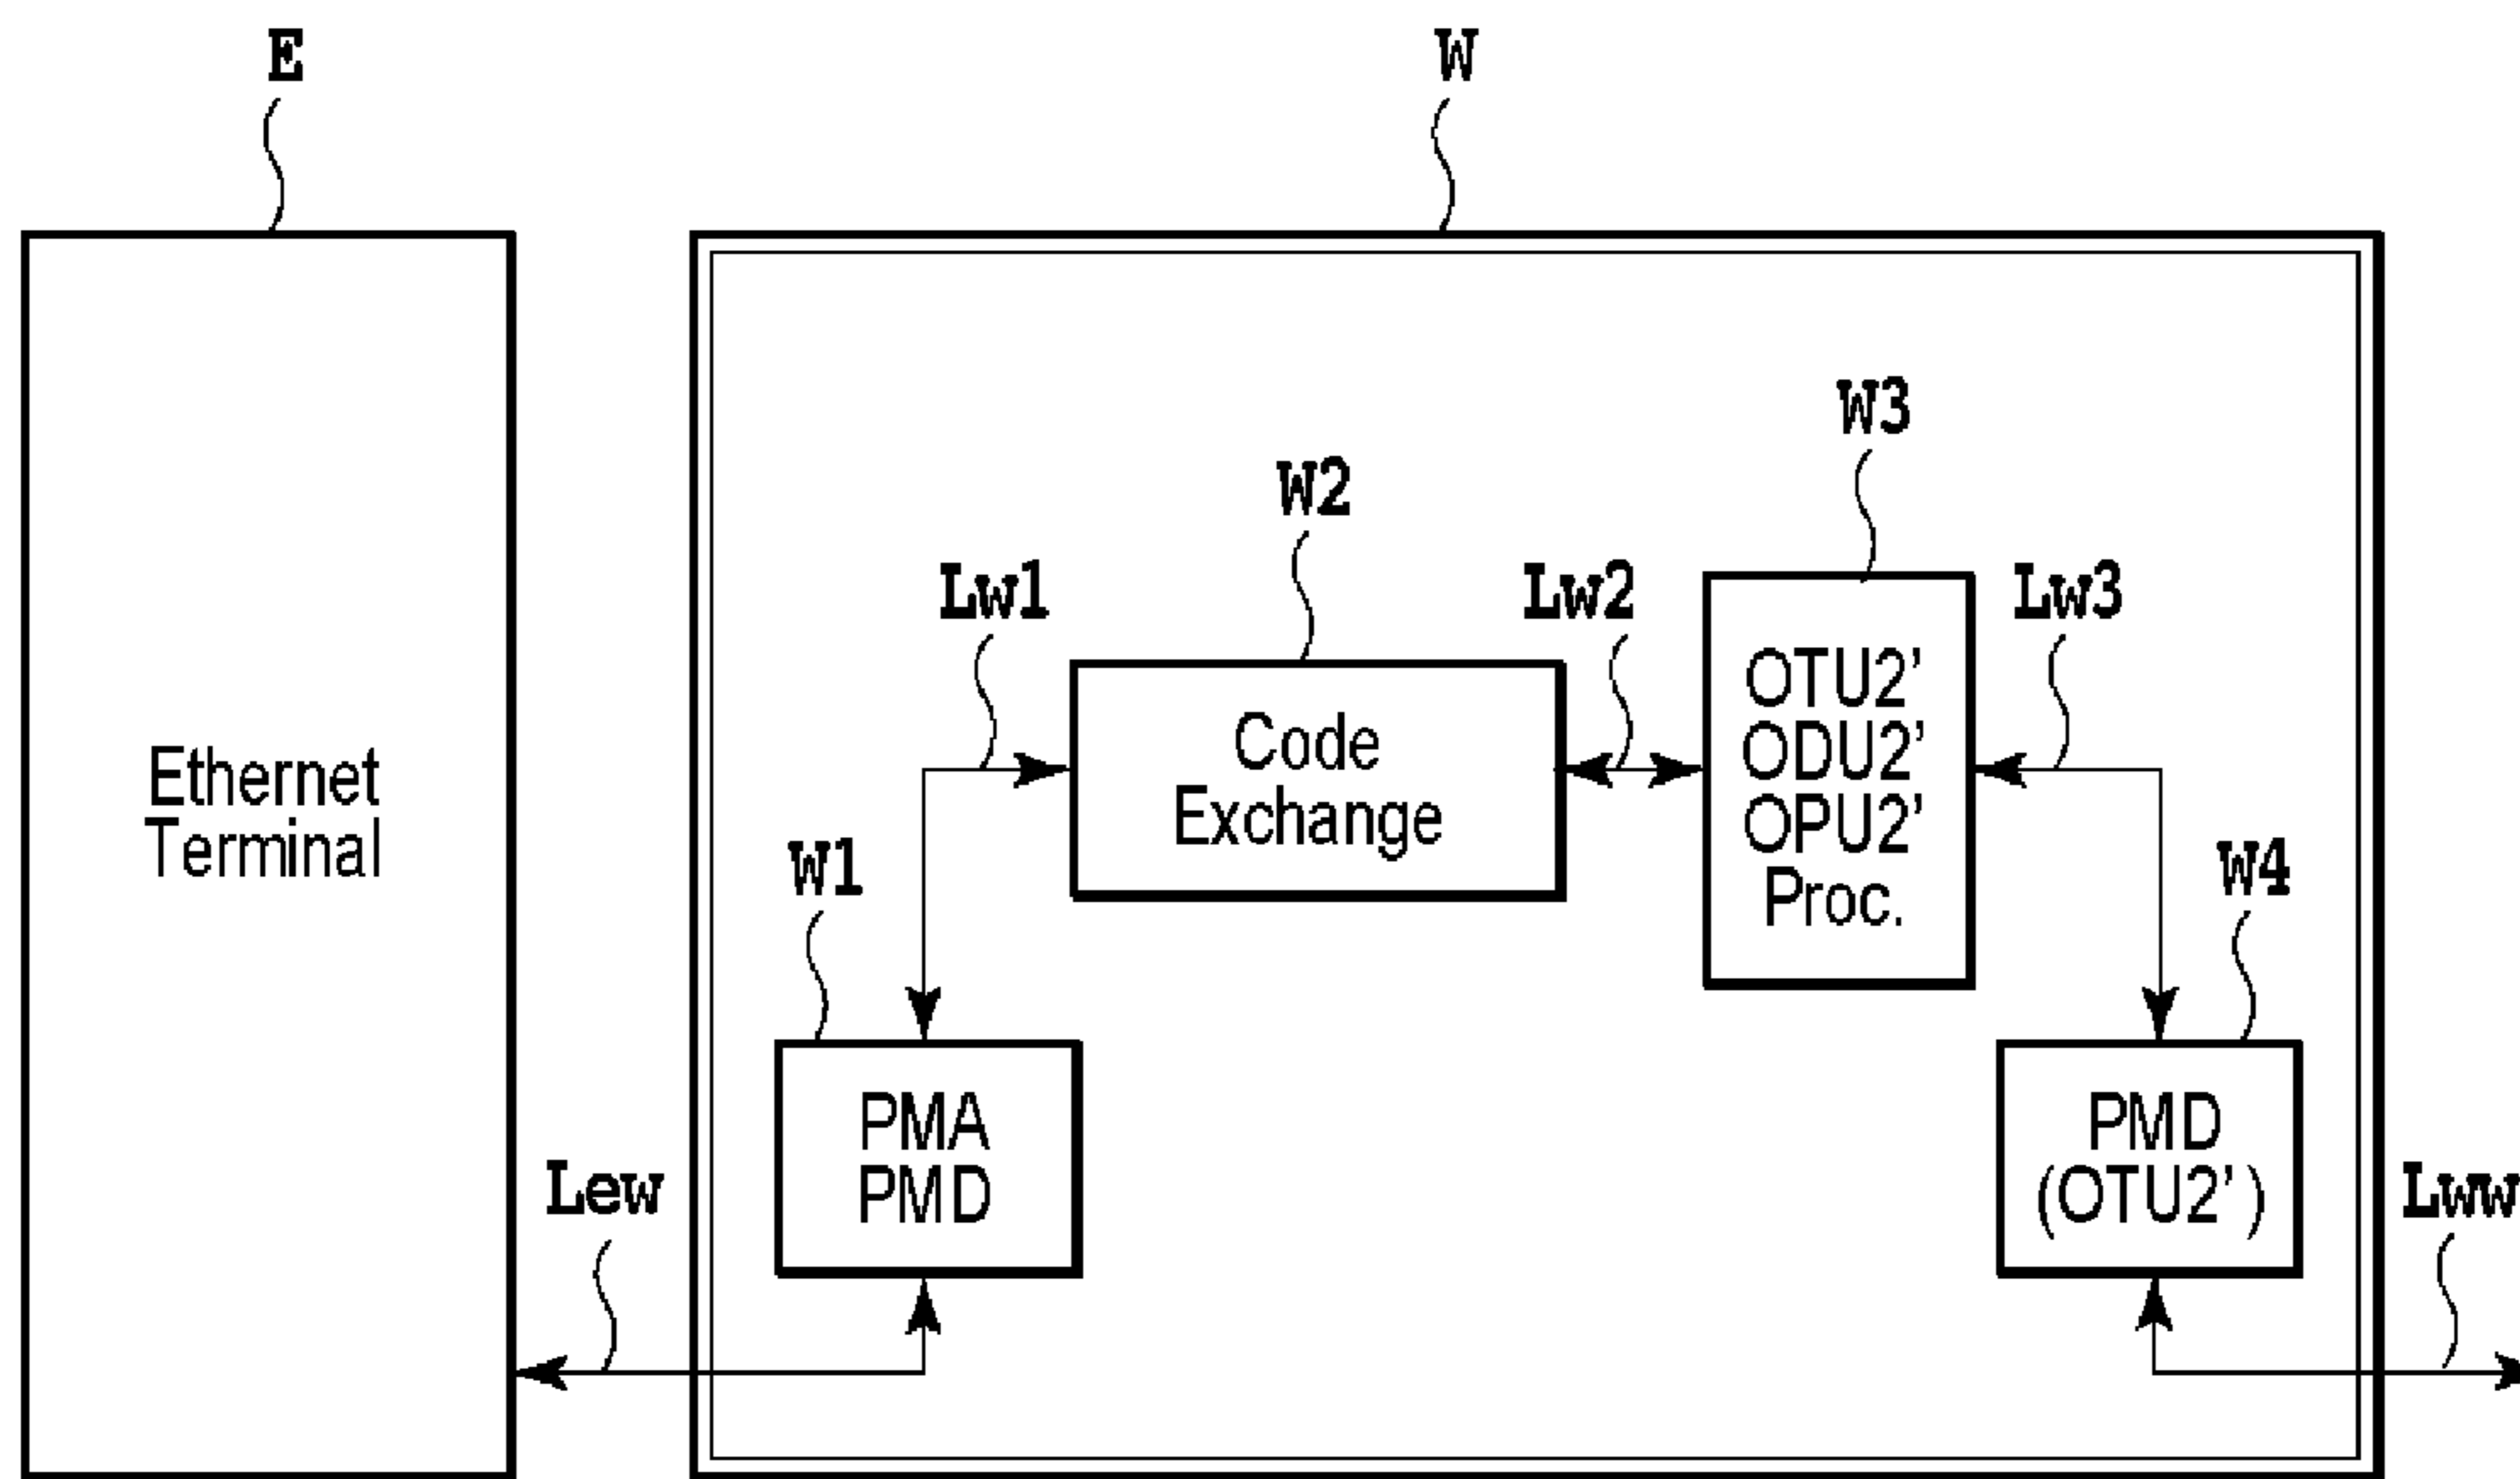 E
W
W3
W2
Lw1
Lw2
Lw3
OTU2'
ODU2'
OPU2'
Proc.
Code
Exchange
Ethernet
Terminal
W1
W4
PMA
PMD
PMD
(OTU2')
Lew
Lww